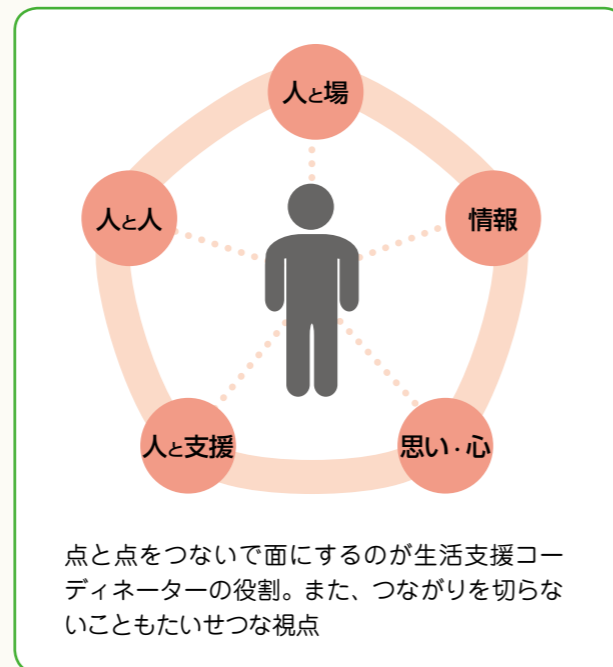 人と場
人と人
情報
人と支援
思い・心
点と点をつないで面にするのが生活支援コー
ディネーターの役割。また、つながりを切らな
いこともたいせつな視点